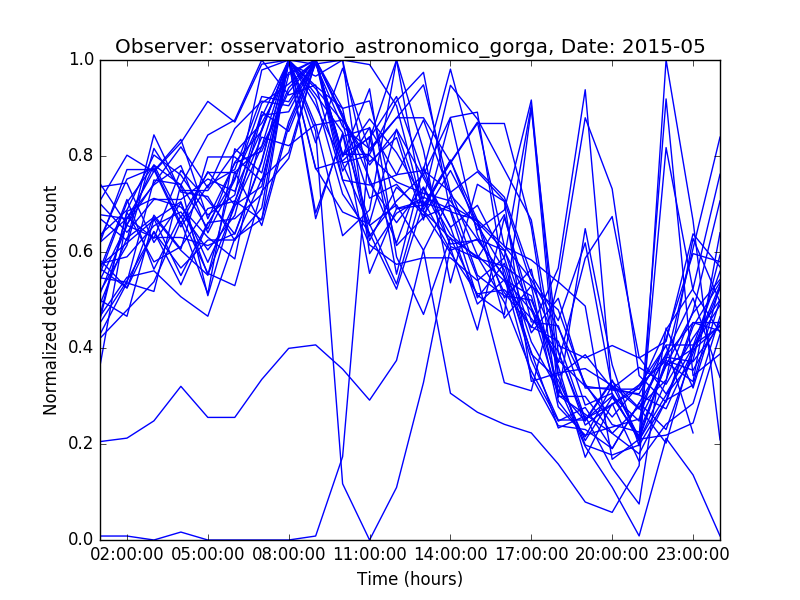 Observer: osservatorio_astronomico_gorga, Date: 2015-05
1.0
0.8
0.6
0.4
0.2
0.0
Normalized detection count
02:00:00 05:00:00 08:00:00 11:00:00 14:00:00 17:00:00 20:00:00 23:00:00
Time (hours)